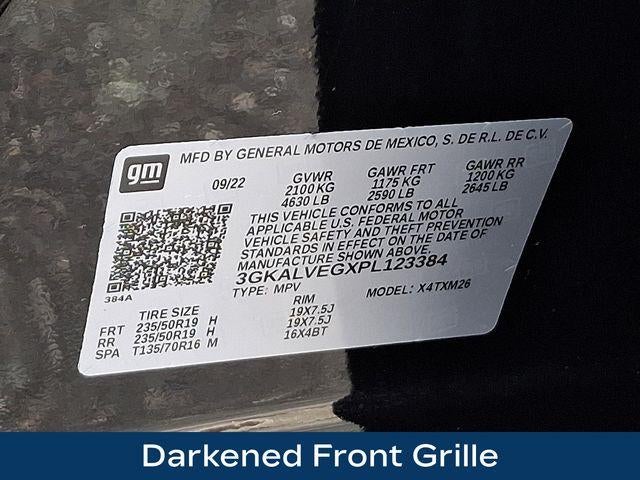 gm
MFD BY GENERAL MOTORS DE MEXICO, S. DE R.L. DE C.V.
09/22
GVWR GAWR FRT GAWR RR
2100 KG 1175 KG 1200 KG
4630 LB 2590 LB 2645 LB
THIS VEHICLE CONFORMS TO ALL
APPLICABLE U.S. FEDERAL MOTOR
VEHICLE SAFETY AND THEFT PREVENTION
STANDARDS IN EFFECT ON THE DATE OF
MANUFACTURE SHOWN ABOVE.
3GKALVEGXPL123384
TYPE: MPV MODEL: X4TXM26
384A
TIRE SIZE RIM
FRT 235/50R19 H 19X7.5J
RR 235/50R19 H 19X7.5J
SPA T135/70R16 M 16X4BT
Darkened Front Grille